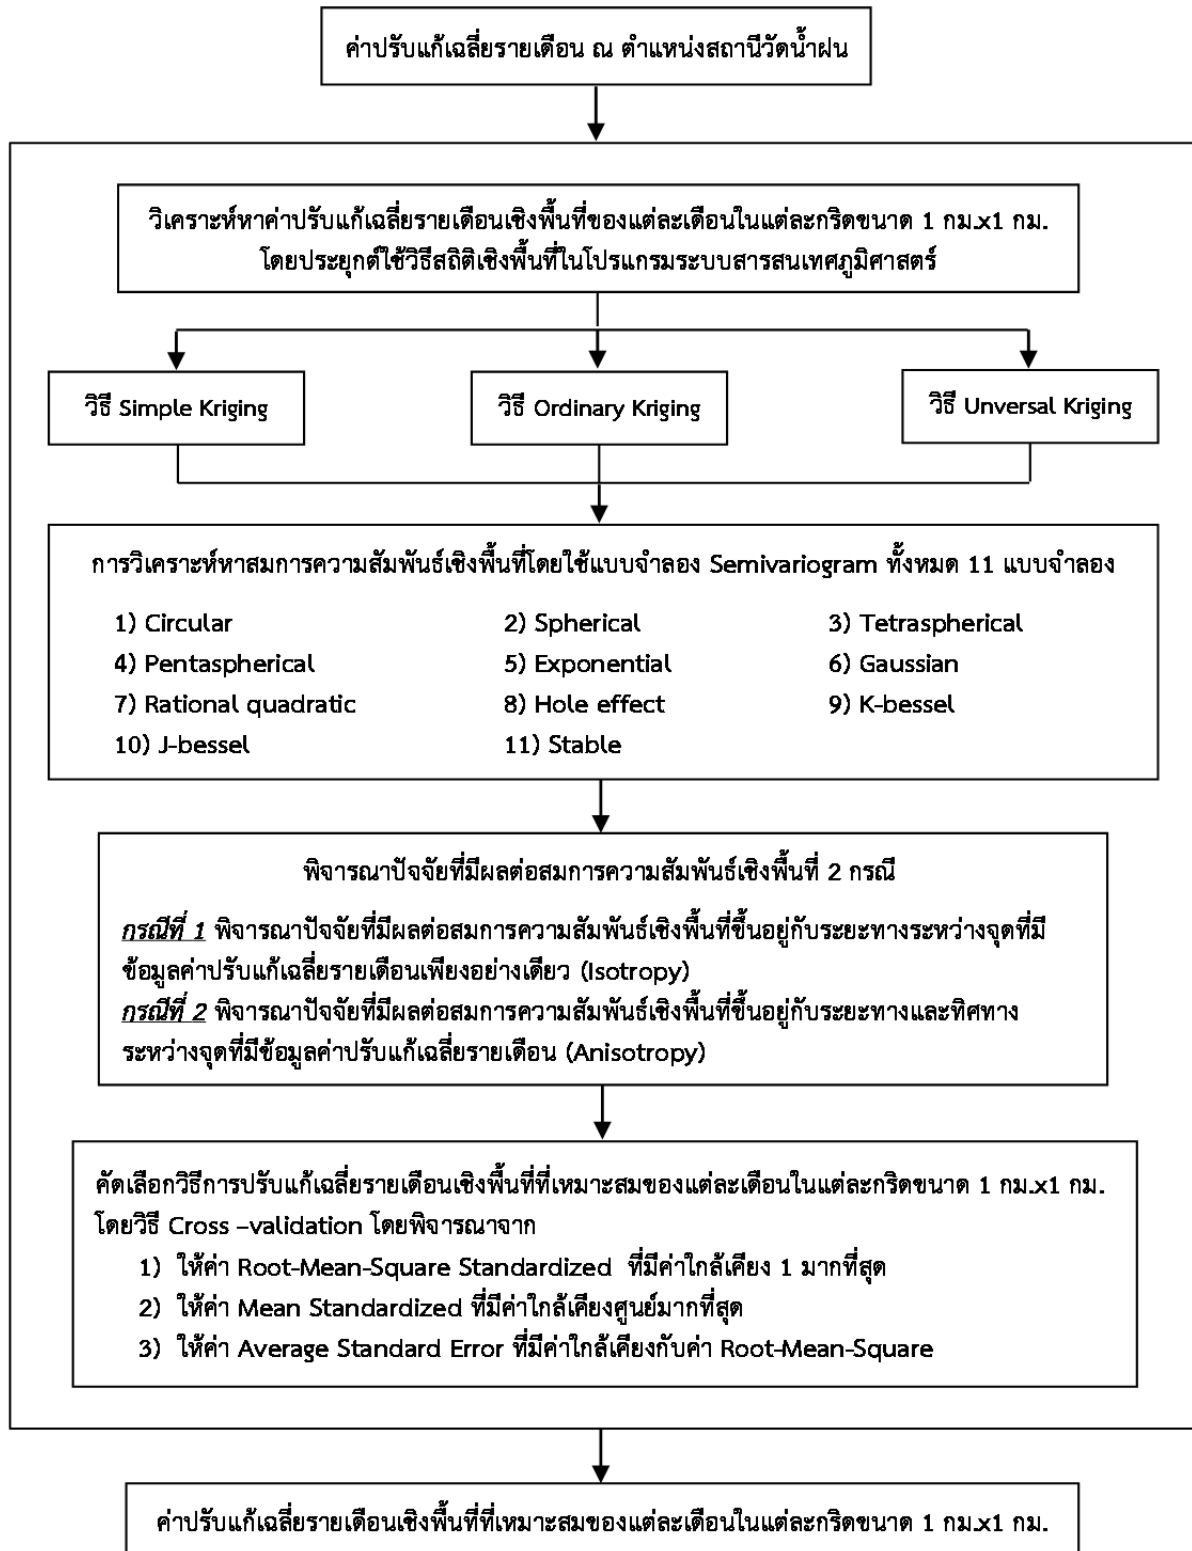 ค่าปรับแก้เฉลี่ยรายเดือน ณ ตำแหน่งสถานีวัดน้ำฝน
วิเคราะห์หาค่าปรับแก้เฉลี่ยรายเดือนเชิงพื้นที่ของแต่ละเดือนในแต่ละกริดขนาด 1 กม.x1 กม.
โดยประยุกต์ใช้วิธีสถิติเชิงพื้นที่ในโปรแกรมระบบสารสนเทศภูมิศาสตร์
วิธี Simple Kriging
วิธี Ordinary Kriging
วิธี Unversal Kriging
การวิเคราะห์หาสมการความสัมพันธ์เชิงพื้นที่โดยใช้แบบจำลอง Semivariogram ทั้งหมด 11 แบบจำลอง
1) Circular 2) Spherical 3) Tetraspherical
4) Pentaspherical 5) Exponential 6) Gaussian
7) Rational quadratic 8) Hole effect 9) K-bessel
10) J-bessel 11) Stable
พิจารณาปัจจัยที่มีผลต่อสมการความสัมพันธ์เชิงพื้นที่ 2 กรณี
กรณีที่ 1 พิจารณาปัจจัยที่มีผลต่อสมการความสัมพันธ์เชิงพื้นที่ขึ้นอยู่กับระยะทางระหว่างจุดที่มี
ข้อมูลค่าปรับแก้เฉลี่ยรายเดือนเพียงอย่างเดียว (Isotropy)
กรณีที่ 2 พิจารณาปัจจัยที่มีผลต่อสมการความสัมพันธ์เชิงพื้นที่ขึ้นอยู่กับระยะทางและทิศทาง
ระหว่างจุดที่มีข้อมูลค่าปรับแก้เฉลี่ยรายเดือน (Anisotropy)
คัดเลือกวิธีการปรับแก้เฉลี่ยรายเดือนเชิงพื้นที่ที่เหมาะสมของแต่ละเดือนในแต่ละกริดขนาด 1 กม.x1 กม.
โดยวิธี Cross –validation โดยพิจารณาจาก
1) ให้ค่า Root-Mean-Square Standardized ที่มีค่าใกล้เคียง 1 มากที่สุด
2) ให้ค่า Mean Standardized ที่มีค่าใกล้เคียงศูนย์มากที่สุด
3) ให้ค่า Average Standard Error ที่มีค่าใกล้เคียงกับค่า Root-Mean-Square
ค่าปรับแก้เฉลี่ยรายเดือนเชิงพื้นที่ที่เหมาะสมของแต่ละเดือนในแต่ละกริดขนาด 1 กม.x1 กม.